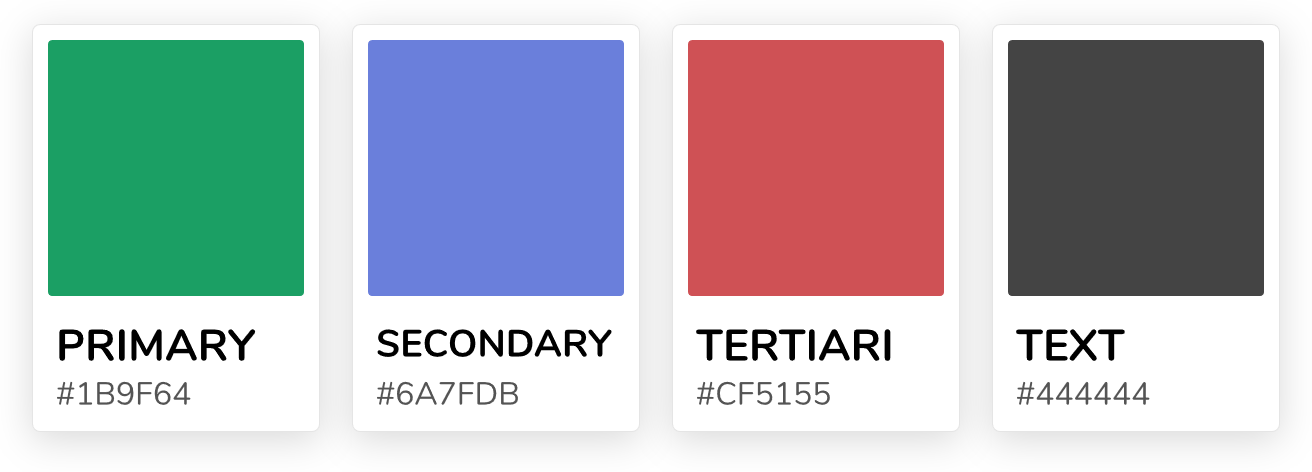 PRIMARY
#1B9F64
SECONDARY
#6A7FDB
TERTIARI
#CF5155
TEXT
#444444